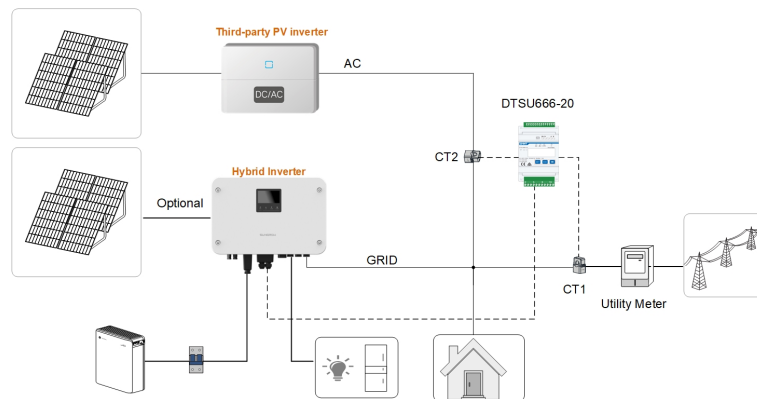 Third-party PV inverter
AC
DC/AC
DTSU666-20
CT2
Hybrid Inverter
Optional
GRID
CT1
Utility Meter